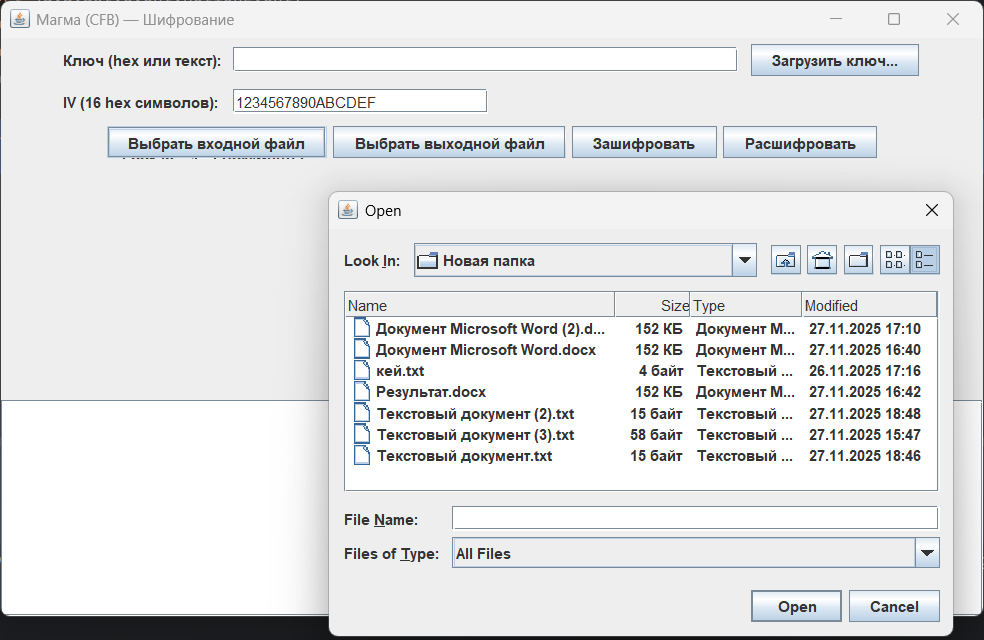 Магма (CFB) — Шифрование
Ключ (hex или текст):
Загрузить ключ...
IV (16 hex символов): 1234567890ABCDEF
Выбрать входной файл Выбрать выходной файл Зашифровать Расшифровать
Open
Look In: Новая папка
Name Size Type Modified
Документ Microsoft Word (2).d... 152 КБ Документ M... 27.11.2025 17:10
Документ Microsoft Word.docx 152 КБ Документ M... 27.11.2025 16:40
кей.txt 4 байт Текстовый ... 26.11.2025 17:16
Результат.docx 152 КБ Документ M... 27.11.2025 16:42
Текстовый документ (2).txt 15 байт Текстовый ... 27.11.2025 18:48
Текстовый документ (3).txt 58 байт Текстовый ... 27.11.2025 15:47
Текстовый документ.txt 15 байт Текстовый ... 27.11.2025 18:46
File Name:
Files of Type: All Files
Open Cancel